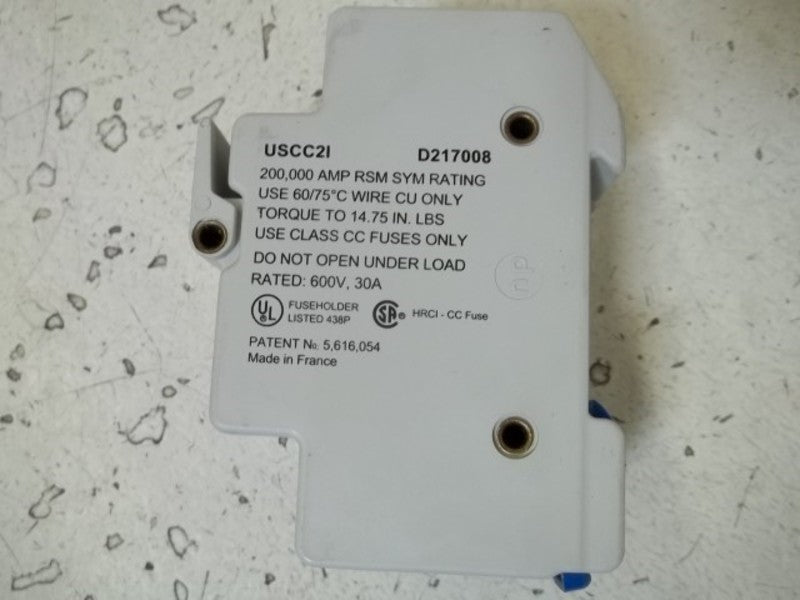 USCC2I D217008
200,000 AMP RSM SYM RATING
USE 60/75°C WIRE CU ONLY
TORQUE TO 14.75 IN. LBS
USE CLASS CC FUSES ONLY
DO NOT OPEN UNDER LOAD
RATED: 600V, 30A
UL FUSEHOLDER LISTED 438P SA HRCI - CC Fuse
PATENT No. 5,616,054
Made in France